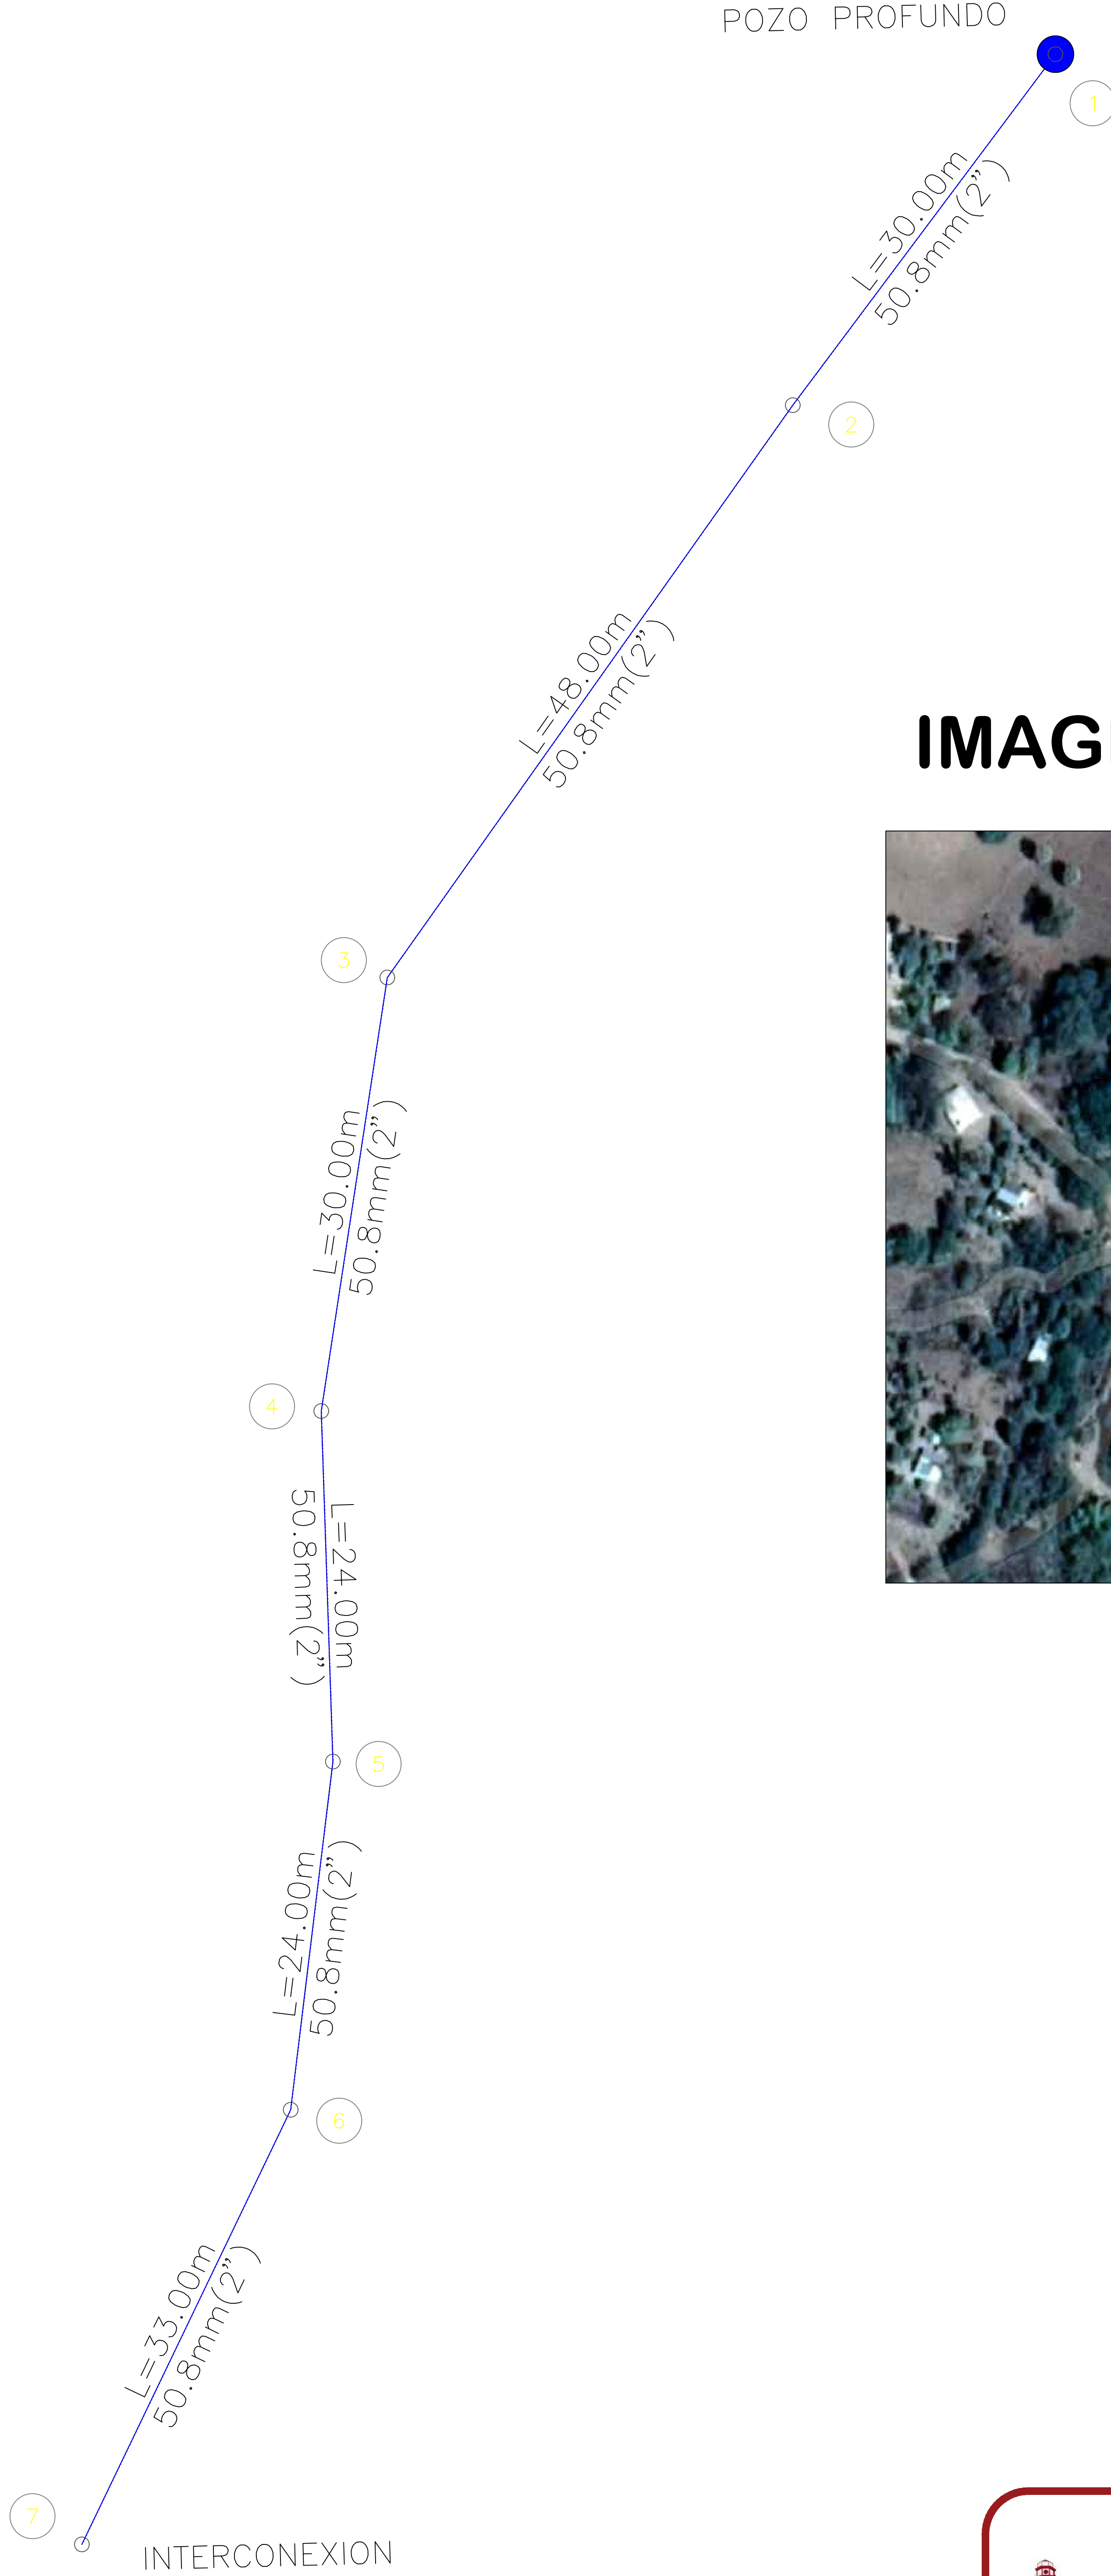 POZO PROFUNDO
1
L=30.00m
50.8mm(2")
2
L=48.00m
50.8mm(2")
IMAG
3
L=30.00m
50.8mm(2")
4
L=24.00m
50.8mm(2")
5
L=24.00m
50.8mm(2")
6
L=33.00m
50.8mm(2")
7
INTERCONEXION